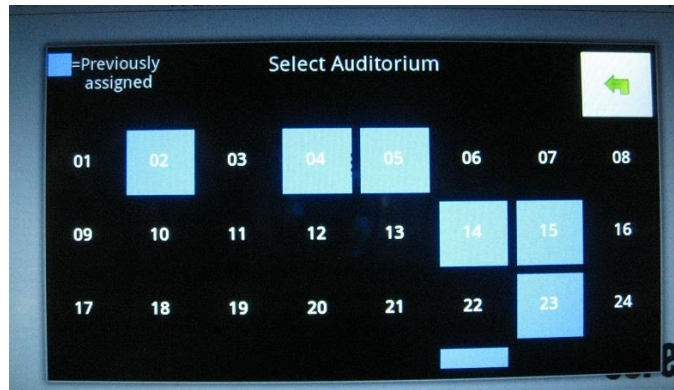 =Previously
assigned
Select Auditorium
01 02 03 04 05 06 07 08
09 10 11 12 13 14 15 16
17 18 19 20 21 22 23 24